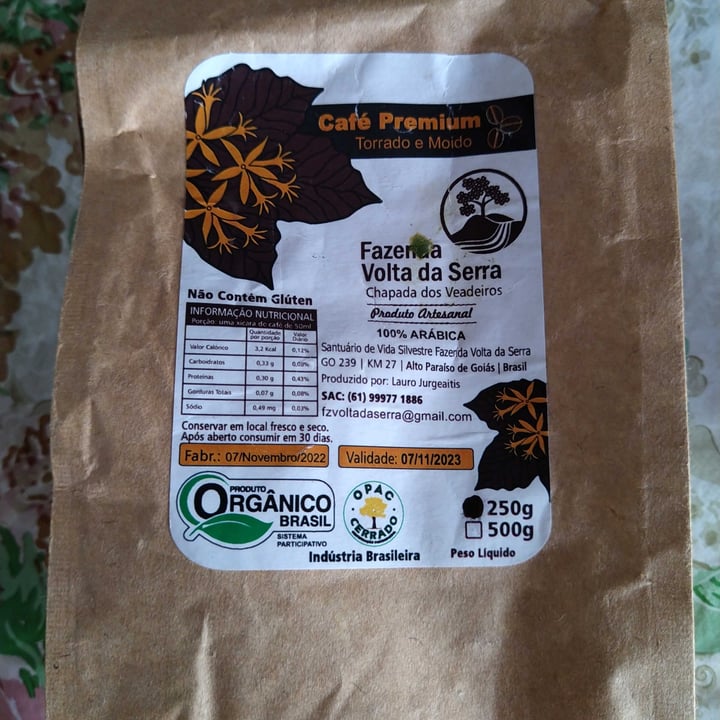 Café Premium
Torrado e Moido
Fazenda
Volta da Serra
Chapada dos Veadeiros
Produto Artesanal
100% ARÁBICA
Santuário de Vida Silvestre Fazenda Volta da Serra
GO 239 | KM 27 | Alto Paraíso de Goiás | Brasil
Produzido por: Lauro Jurgeaitis
SAC: (61) 99977 1886
fzvoltadaserra@gmail.com
Não Contém Glúten
INFORMAÇÃO NUTRICIONAL
Porção: uma xícara de café de 50ml
Quantidade por porção Valor Diário
Valor Calórico 3,2 Kcal 0,12%
Carboidratos 0,33 g 0,03%
Proteínas 0,30 g 0,43%
Gorduras Totais 0,07 g 0,08%
Sódio 0,49 mg 0,03%
Conservar em local fresco e seco.
Após aberto consumir em 30 dias.
Fabr.: 07/Novembro/2022
Validade: 07/11/2023
PRODUTO
ORGÂNICO
BRASIL
SISTEMA
PARTICIPATIVO
OPAC
CERRADO
Indústria Brasileira
250g
500g
Peso Líquido